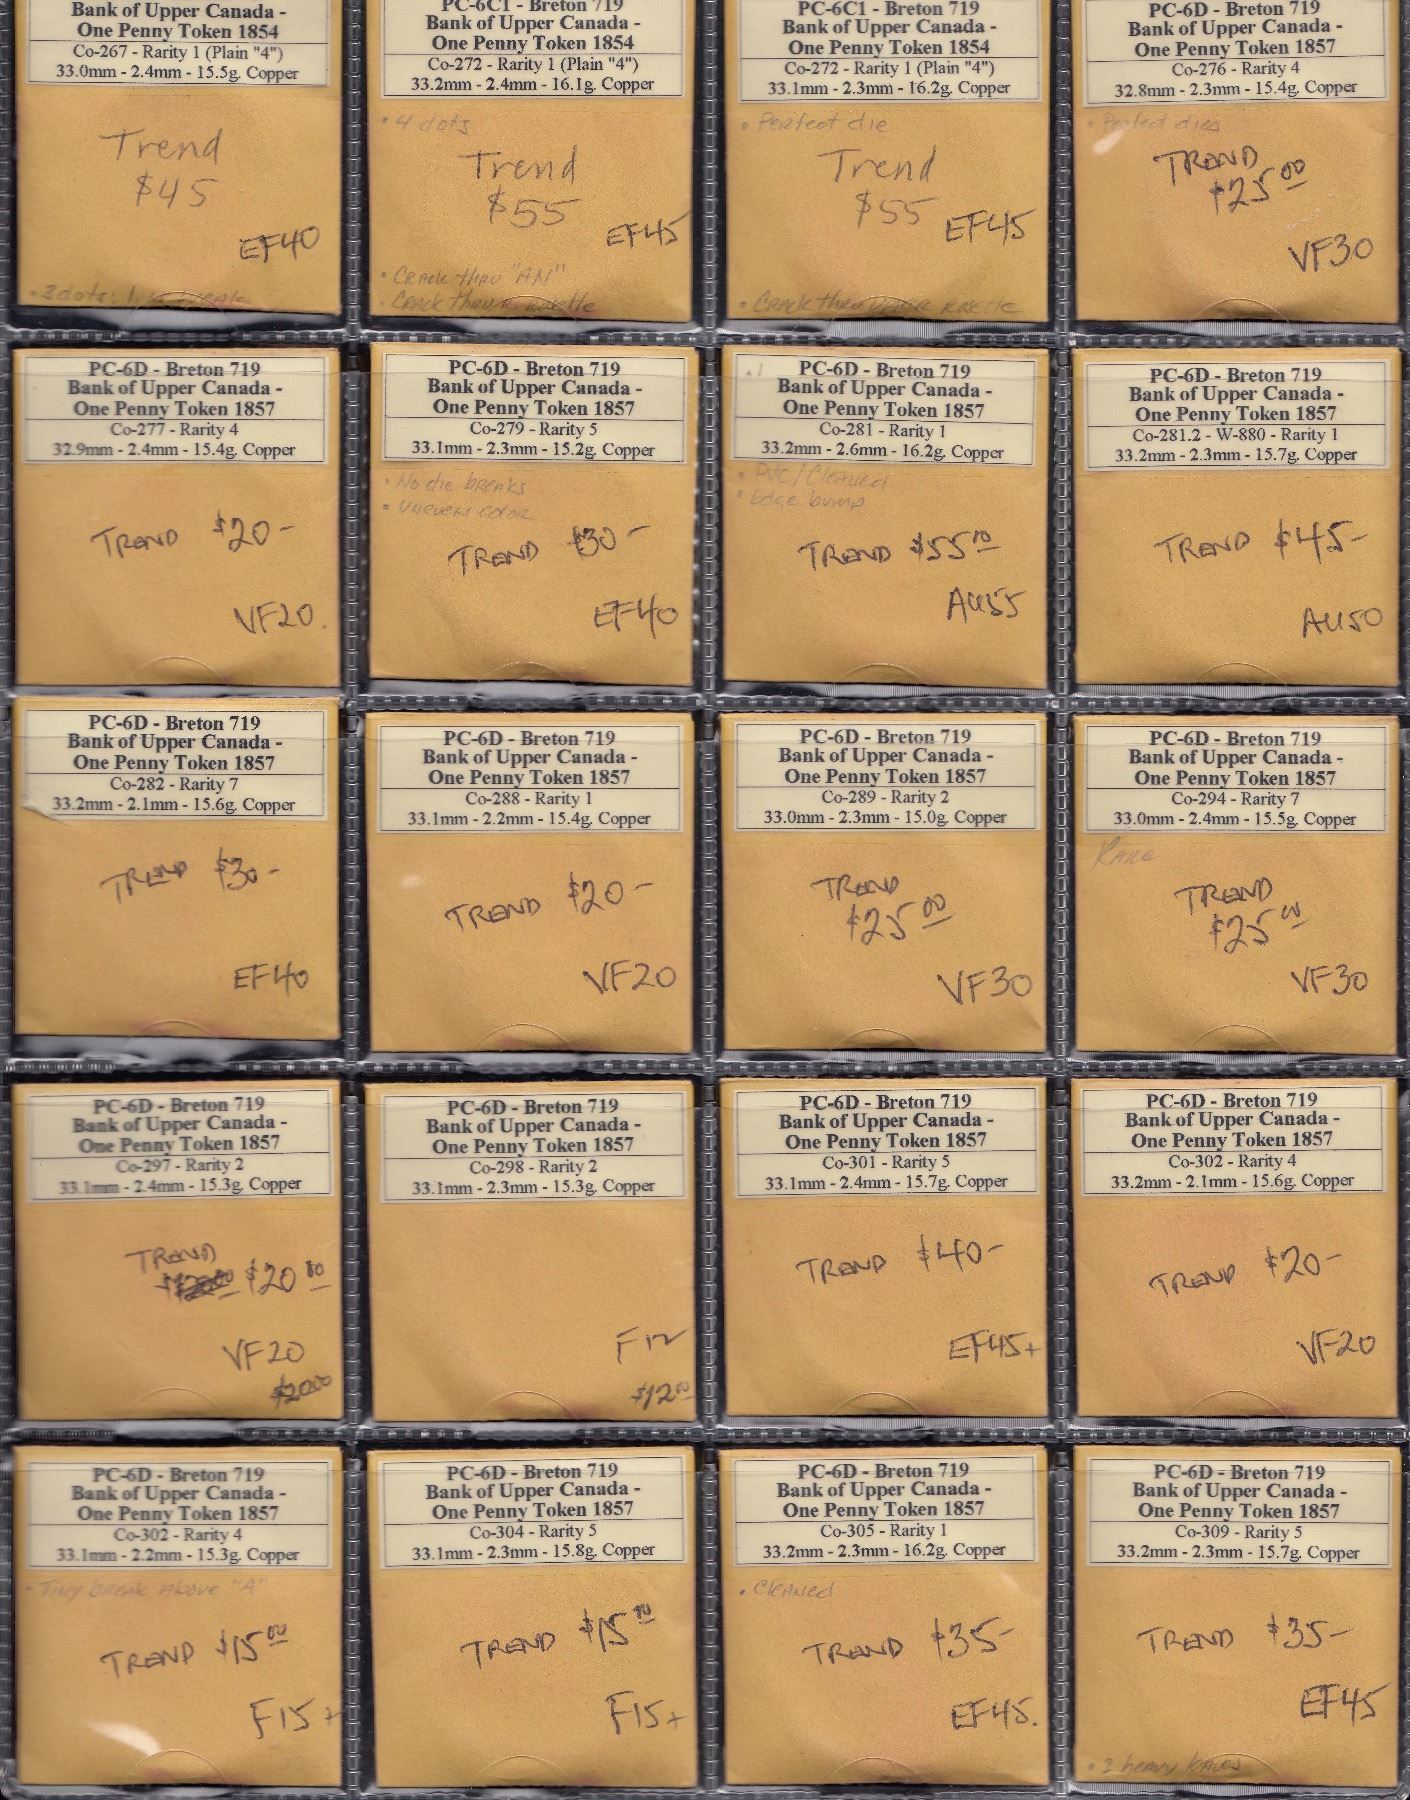 Bank of Upper Canada -
One Penny Token 1854
Co-267 - Rarity 1 (Plain "4")
33.0mm - 2.4mm - 15.5g. Copper
Trend
$45
EF40
• 3 dots;
PC-6C1 - Breton 719
Bank of Upper Canada -
One Penny Token 1854
Co-272 - Rarity 1 (Plain "4")
33.2mm - 2.4mm - 16.1g. Copper
• 4 dots
Trend
$55
EF45
• Crack thru "AN"
• Crack thru
PC-6C1 - Breton 719
Bank of Upper Canada -
One Penny Token 1854
Co-272 - Rarity 1 (Plain "4")
33.1mm - 2.3mm - 16.2g. Copper
• Perfect die
Trend
$55
EF45
• Crack thru upper
PC-6D - Breton 719
Bank of Upper Canada -
One Penny Token 1857
Co-276 - Rarity 4
32.8mm - 2.3mm - 15.4g. Copper
• Perfect dies
TREND
$25.00
VF30
PC-6D - Breton 719
Bank of Upper Canada -
One Penny Token 1857
Co-277 - Rarity 4
32.9mm - 2.4mm - 15.4g. Copper
TREND $20-
VF20.
PC-6D - Breton 719
Bank of Upper Canada -
One Penny Token 1857
Co-279 - Rarity 5
33.1mm - 2.3mm - 15.2g. Copper
• No die breaks
• uneven color
TREND $30-
EF40
PC-6D - Breton 719
Bank of Upper Canada -
One Penny Token 1857
Co-281 - Rarity 1
33.2mm - 2.6mm - 16.2g. Copper
• PVC/Cleaned
• Edge bump
TREND $55
AU55
PC-6D - Breton 719
Bank of Upper Canada -
One Penny Token 1857
Co-281.2 - W-880 - Rarity 1
33.2mm - 2.3mm - 15.7g. Copper
TREND $45-
AU50
PC-6D - Breton 719
Bank of Upper Canada -
One Penny Token 1857
Co-282 - Rarity 7
33.2mm - 2.1mm - 15.6g. Copper
TREND $30-
EF40
PC-6D - Breton 719
Bank of Upper Canada -
One Penny Token 1857
Co-288 - Rarity 1
33.1mm - 2.2mm - 15.4g. Copper
TREND $20-
VF20
PC-6D - Breton 719
Bank of Upper Canada -
One Penny Token 1857
Co-289 - Rarity 2
33.0mm - 2.3mm - 15.0g. Copper
TREND
$25 00
VF30
PC-6D - Breton 719
Bank of Upper Canada -
One Penny Token 1857
Co-294 - Rarity 7
33.0mm - 2.4mm - 15.5g. Copper
Rare
TREND
$25 00
VF30
PC-6D - Breton 719
Bank of Upper Canada -
One Penny Token 1857
Co-297 - Rarity 2
33.1mm - 2.4mm - 15.3g. Copper
TREND
$20 00
VF20
$20 00
PC-6D - Breton 719
Bank of Upper Canada -
One Penny Token 1857
Co-298 - Rarity 2
33.1mm - 2.3mm - 15.3g. Copper
F12
$12 00
PC-6D - Breton 719
Bank of Upper Canada -
One Penny Token 1857
Co-301 - Rarity 5
33.1mm - 2.4mm - 15.7g. Copper
TREND $40-
EF45+
PC-6D - Breton 719
Bank of Upper Canada -
One Penny Token 1857
Co-302 - Rarity 4
33.2mm - 2.1mm - 15.6g. Copper
TREND $20-
VF20
PC-6D - Breton 719
Bank of Upper Canada -
One Penny Token 1857
Co-302 - Rarity 4
33.1mm - 2.2mm - 15.3g. Copper
• Tiny break above "A"
TREND $15 00
F15+
PC-6D - Breton 719
Bank of Upper Canada -
One Penny Token 1857
Co-304 - Rarity 5
33.1mm - 2.3mm - 15.8g. Copper
TREND $15 00
F15+
PC-6D - Breton 719
Bank of Upper Canada -
One Penny Token 1857
Co-305 - Rarity 1
33.2mm - 2.3mm - 16.2g. Copper
• Cleaned
TREND $35-
EF45.
PC-6D - Breton 719
Bank of Upper Canada -
One Penny Token 1857
Co-309 - Rarity 5
33.2mm - 2.3mm - 15.7g. Copper
TREND $35-
EF45
• 2 heavy